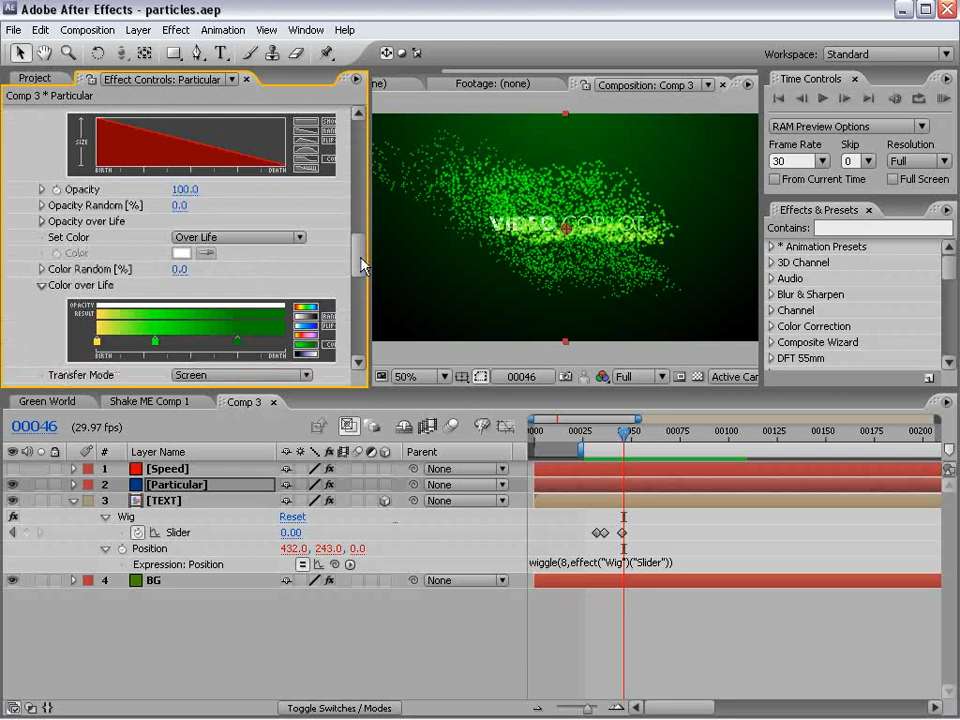 Adobe After Effects - particles.aep
File Edit Composition Layer Effect Animation View Window Help
Workspace: Standard
Project Effect Controls: Particular
Comp 3 * Particular
SIZE
BIRTH DEATH
Opacity 100.0
Opacity Random [%] 0.0
Opacity over Life
Set Color Over Life
Color
Color Random [%] 0.0
Color over Life
OPACITY
RESULT
BIRTH DEATH
Transfer Mode Screen
ne) Footage: (none) Composition: Comp 3
VIDEO COPILOT
50% 00046 Full Active Car
Time Controls
RAM Preview Options
Frame Rate Skip Resolution
30 0 Full
From Current Time Full Screen
Effects & Presets
Contains:
* Animation Presets
3D Channel
Audio
Blur & Sharpen
Channel
Color Correction
Composite Wizard
DFT 55mm
Green World Shake ME Comp 1 Comp 3
00046 (29.97 fps)
0000 00025 050 00075 00100 00125 00150 00175 00200
# Layer Name Parent
1 [Speed] None
2 [Particular] None
3 [TEXT] None
Wig Reset
Slider 0.00
Position 432.0, 243.0, 0.0
Expression: Position wiggle(8,effect("Wig")("Slider"))
4 BG None
Toggle Switches / Modes